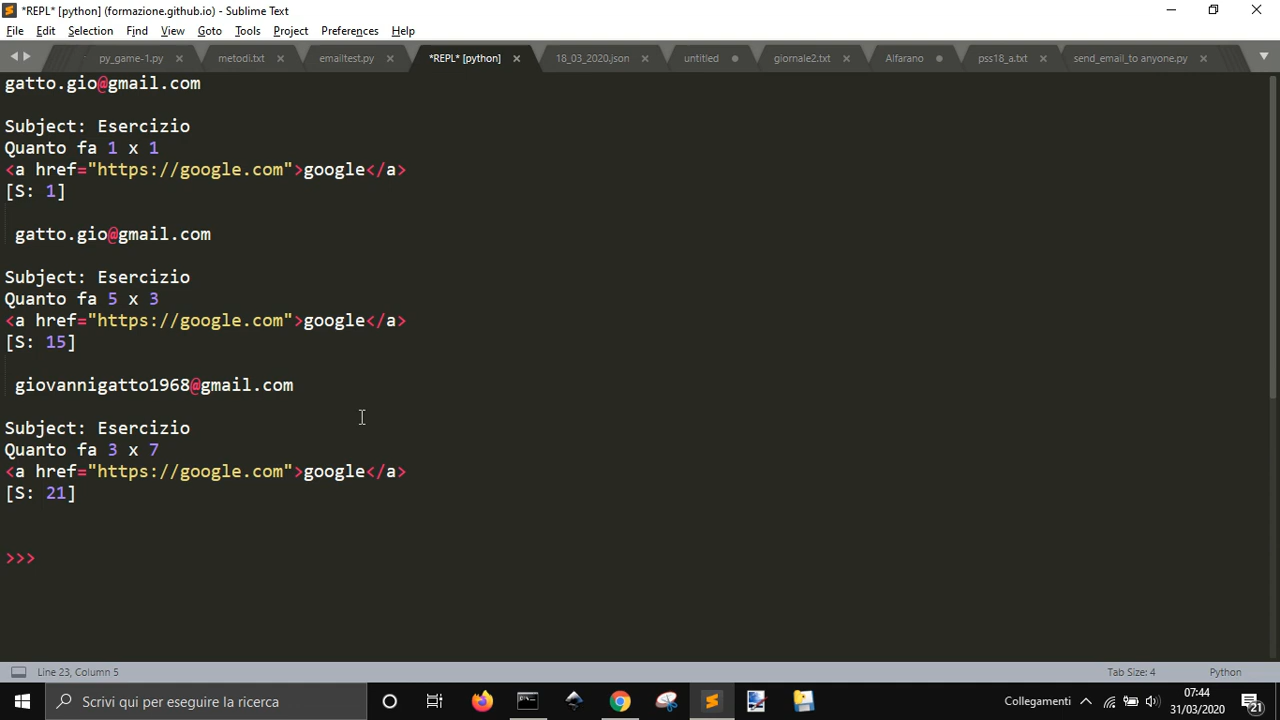 *REPL* [python] (formazione.github.io) - Sublime Text
File Edit Selection Find View Goto Tools Project Preferences Help
py_game-1.py metodi.txt emailtest.py *REPL* [python] 18_03_2020.json untitled giornale2.txt Alfarano pss18_a.txt send_email_to anyone.py
gatto.gio@gmail.com
Subject: Esercizio
Quanto fa 1 x 1
<a href="https://google.com">google</a>
[S: 1]
gatto.gio@gmail.com
Subject: Esercizio
Quanto fa 5 x 3
<a href="https://google.com">google</a>
[S: 15]
giovannigatto1968@gmail.com
Subject: Esercizio
Quanto fa 3 x 7
<a href="https://google.com">google</a>
[S: 21]
>>>
Line 23, Column 5 Tab Size: 4 Python
Scrivi qui per eseguire la ricerca Collegamenti 07:44
31/03/2020 21